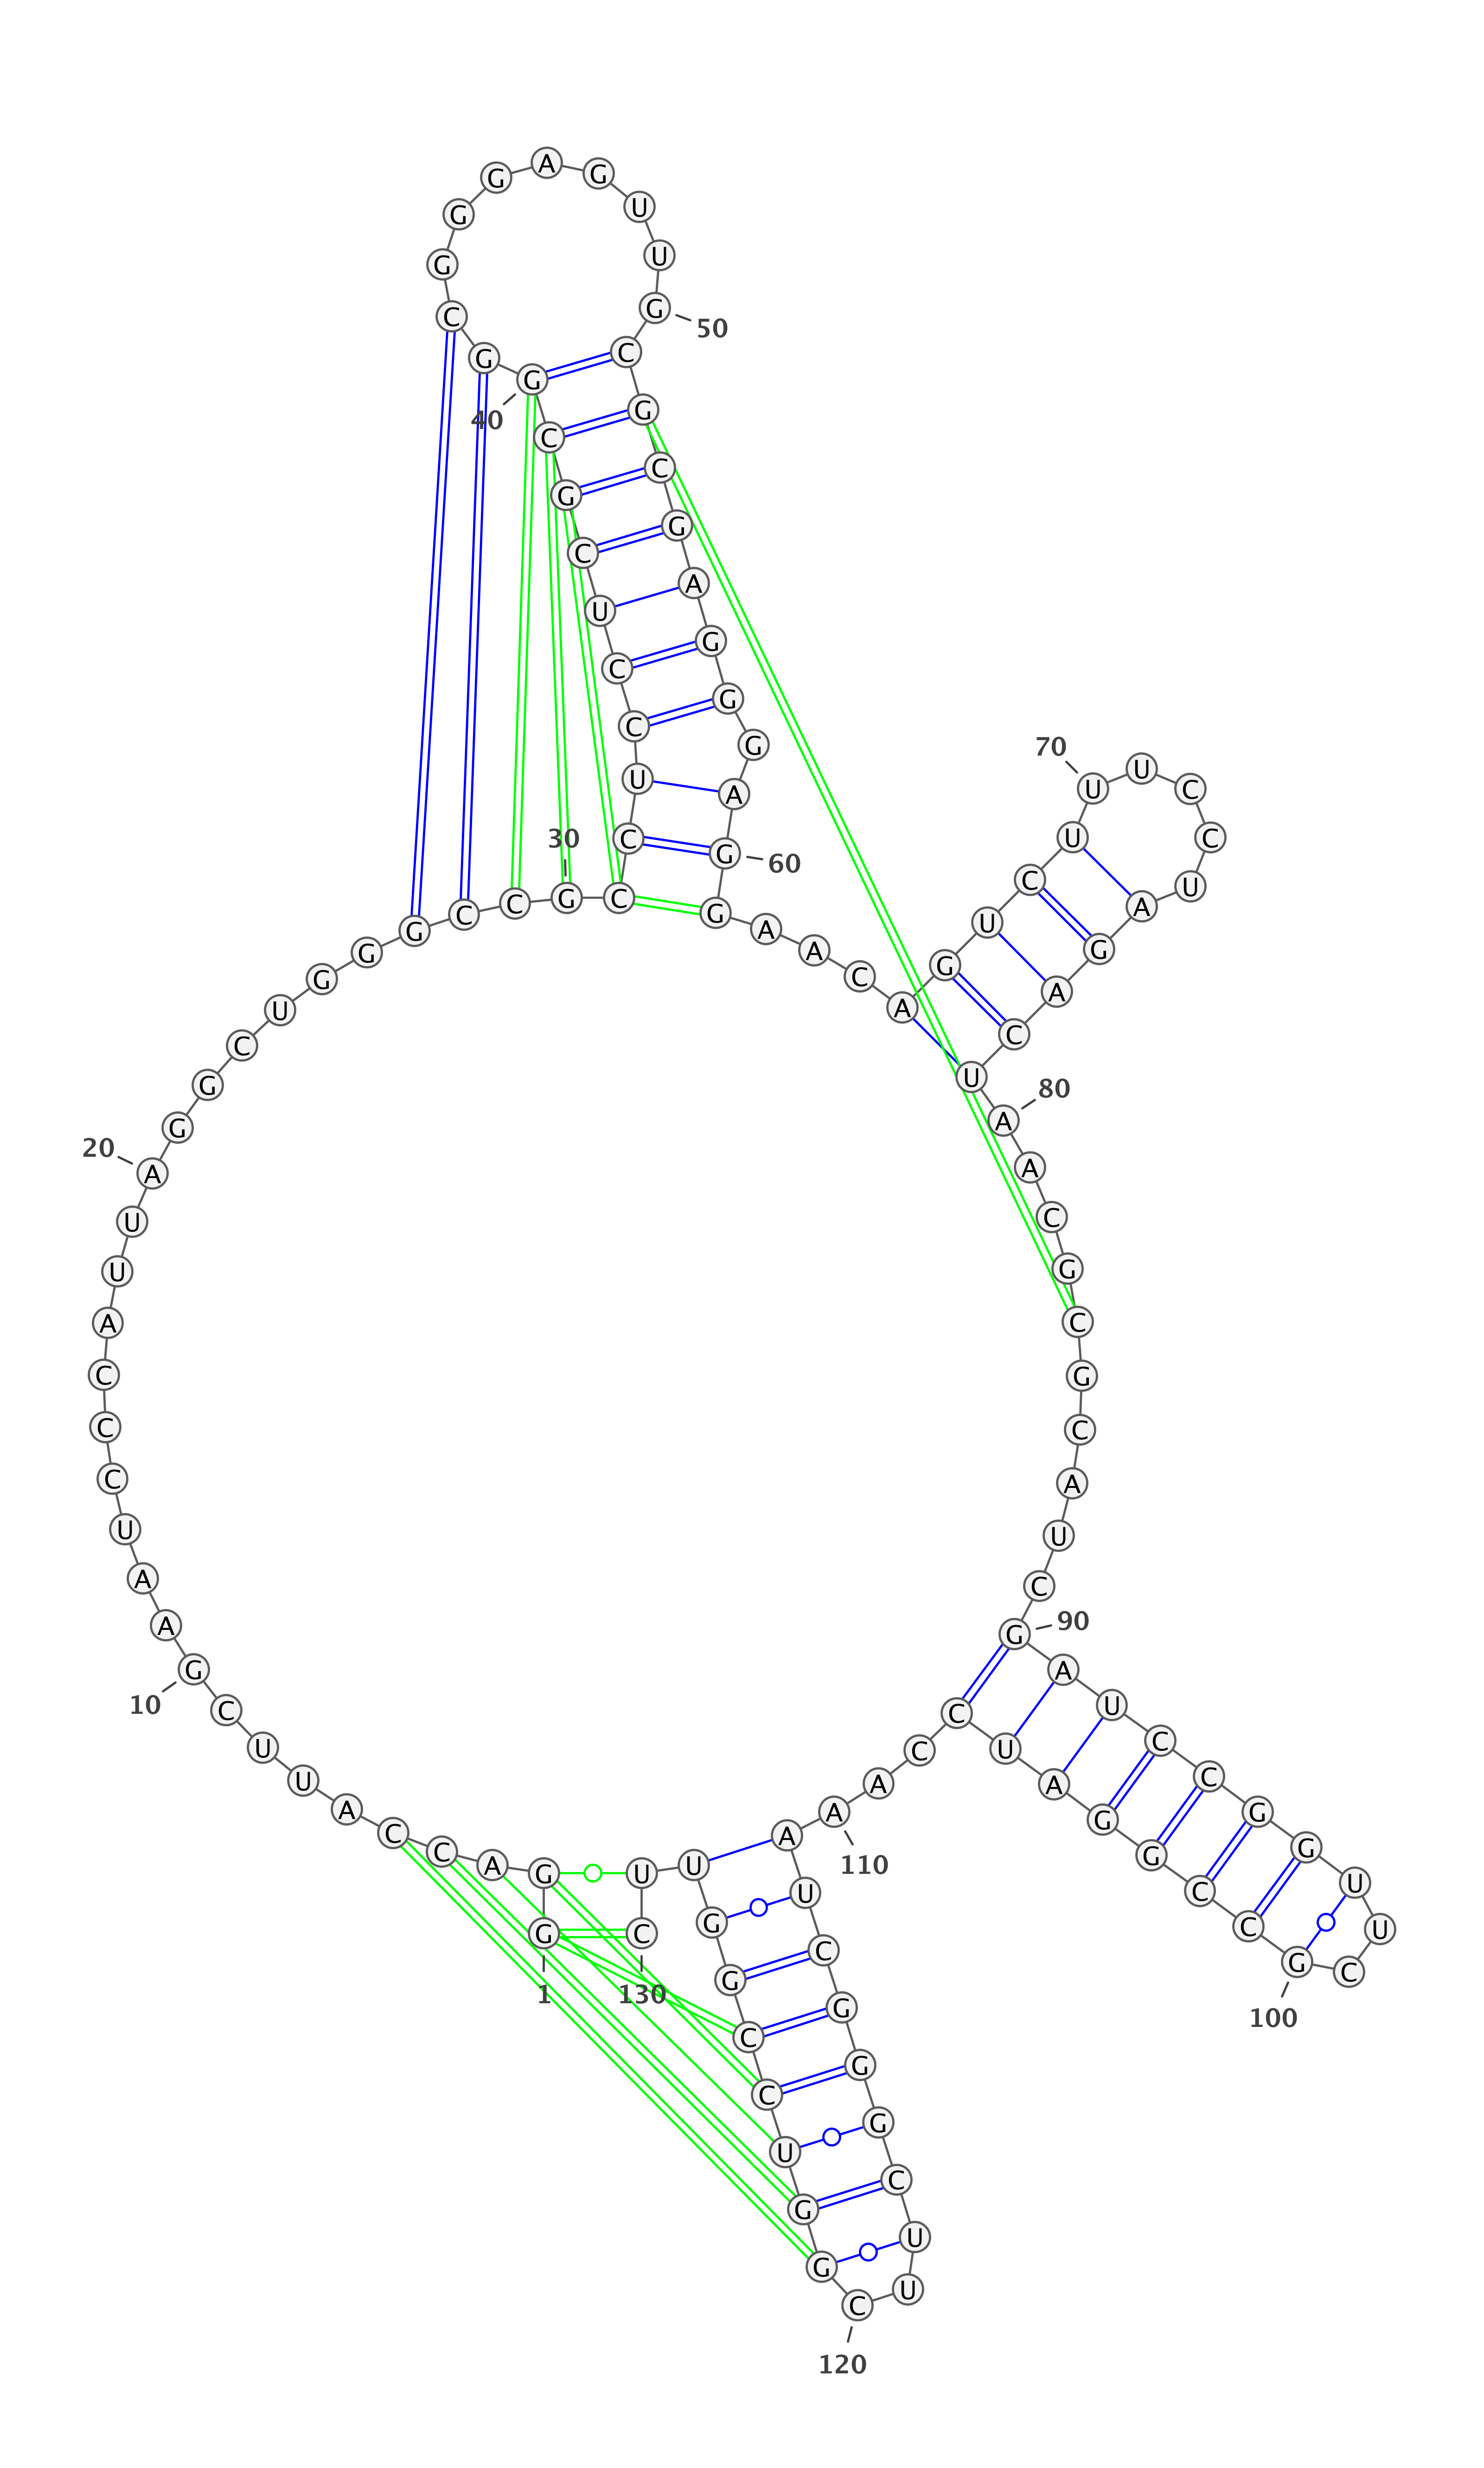 G
1
G A C C A U U C G
10
A A U C C C A U U A
20
G G C U G G G C C G
30
C C U C C U C G C G
40
G C G G G A G U U G
50
C G C G A G G G A G
60
G A A C A G U C U U
70
U C C U A G A C U A
80
A C G C G C A U C G
90
A U C C G G U U C G
100
C C G G A U C C A A
110
A U C G G G C U U C
120
G G U C C G G U U C
130